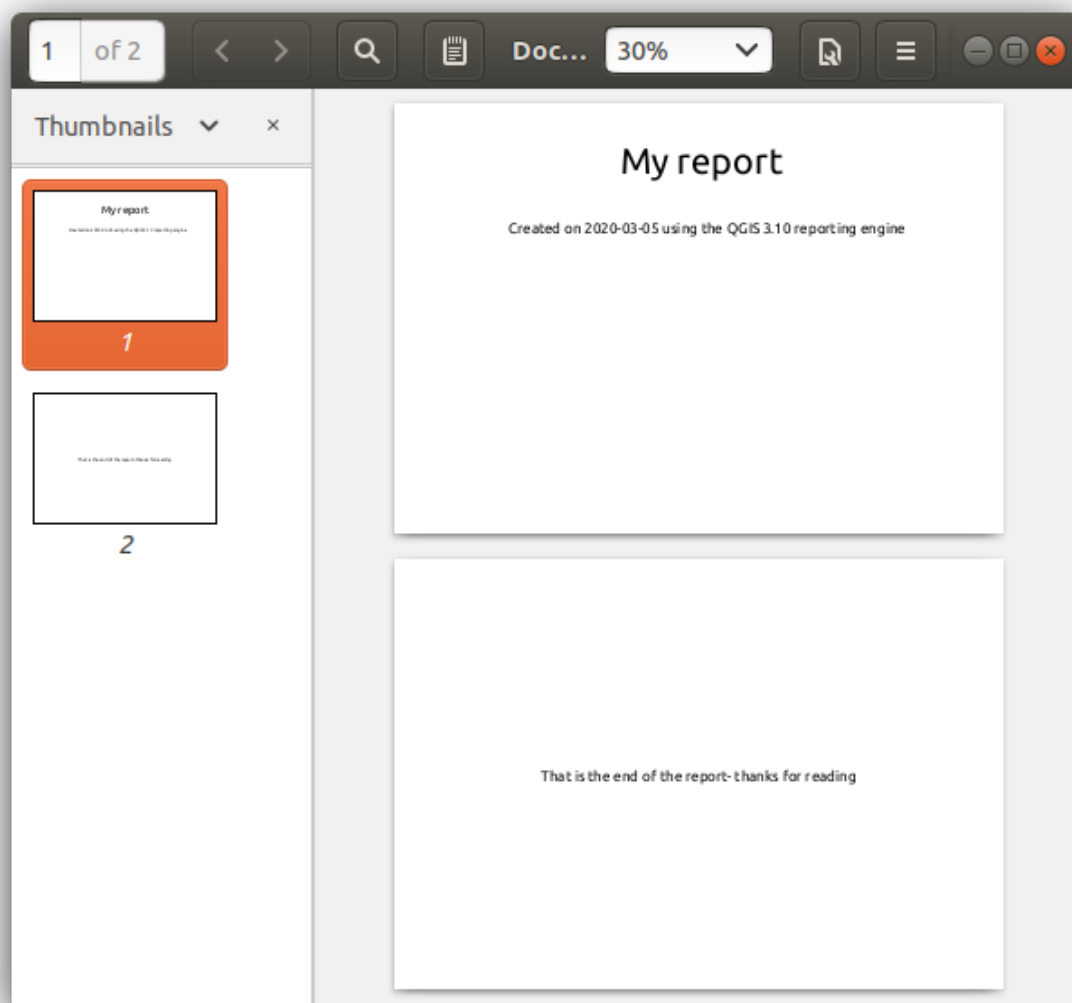 1 of 2 Doc... 30%
Thumbnails ×
My report
1
2
My report
Created on 2020-03-05 using the QGIS 3.10 reporting engine
That is the end of the report- thanks for reading